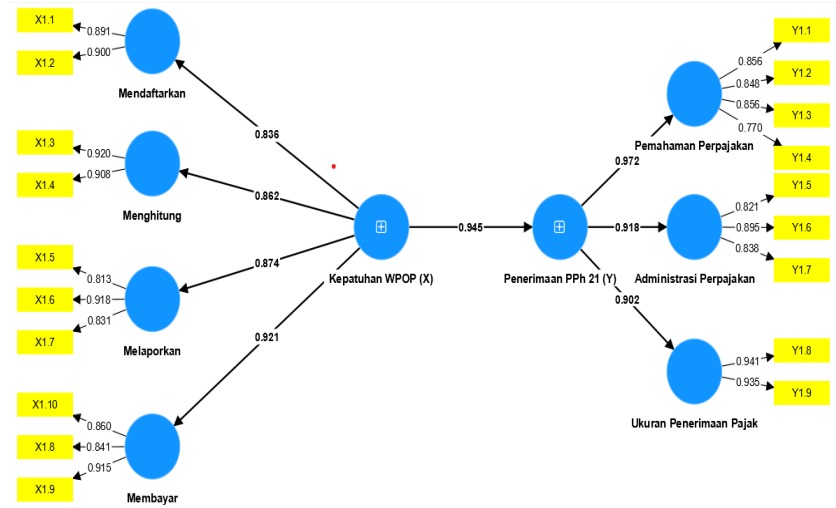 X1.1
0.891
0.900
X1.2
Mendaftarkan
X1.3
0.920
0.908
X1.4
Menghitung
X1.5
0.813
X1.6
0.918
0.831
X1.7
Melaporkan
X1.10
0.860
X1.8
0.841
0.915
X1.9
Membayar
0.836
0.862
0.874
0.921
Kepatuhan WPOP (X)
0.945
Penerimaan PPh 21 (Y)
0.972
0.918
0.902
Pemahaman Perpajakan
0.856
0.848
0.856
0.770
Y1.1
Y1.2
Y1.3
Y1.4
Administrasi Perpajakan
0.821
0.895
0.838
Y1.5
Y1.6
Y1.7
Ukuran Penerimaan Pajak
0.941
0.935
Y1.8
Y1.9